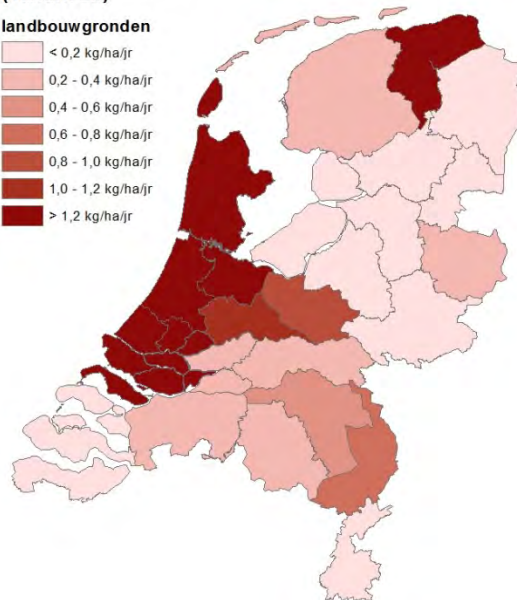 landbouwgronden
< 0,2 kg/ha/jr
0,2 - 0,4 kg/ha/jr
0,4 - 0,6 kg/ha/jr
0,6 - 0,8 kg/ha/jr
0,8 - 1,0 kg/ha/jr
1,0 - 1,2 kg/ha/jr
> 1,2 kg/ha/jr